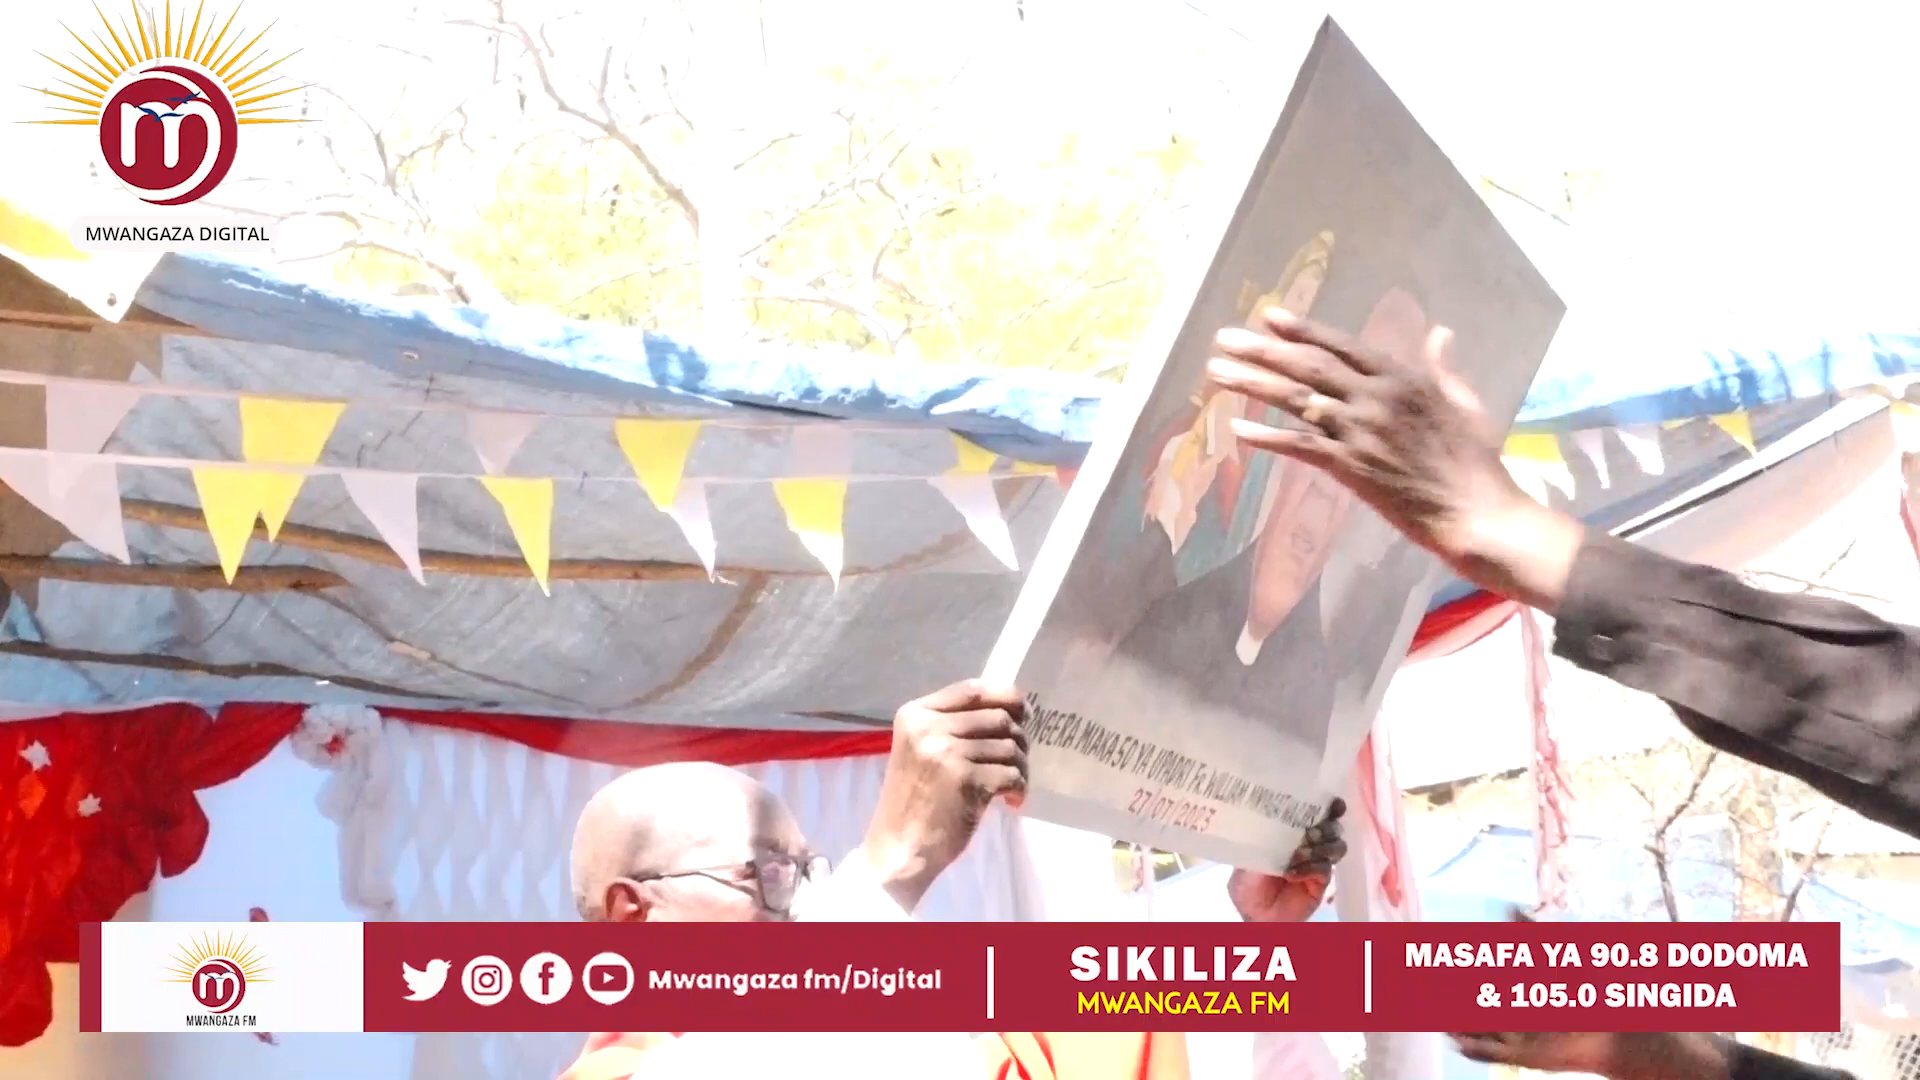 MWANGAZA DIGITAL
HONGERA MIAKA 50 YA UPADRI Fr. WILLIAM
27/07/2023
MWANGAZA FM
Mwangaza fm/Digital
SIKILIZA
MWANGAZA FM
MASAFA YA 90.8 DODOMA
& 105.0 SINGIDA